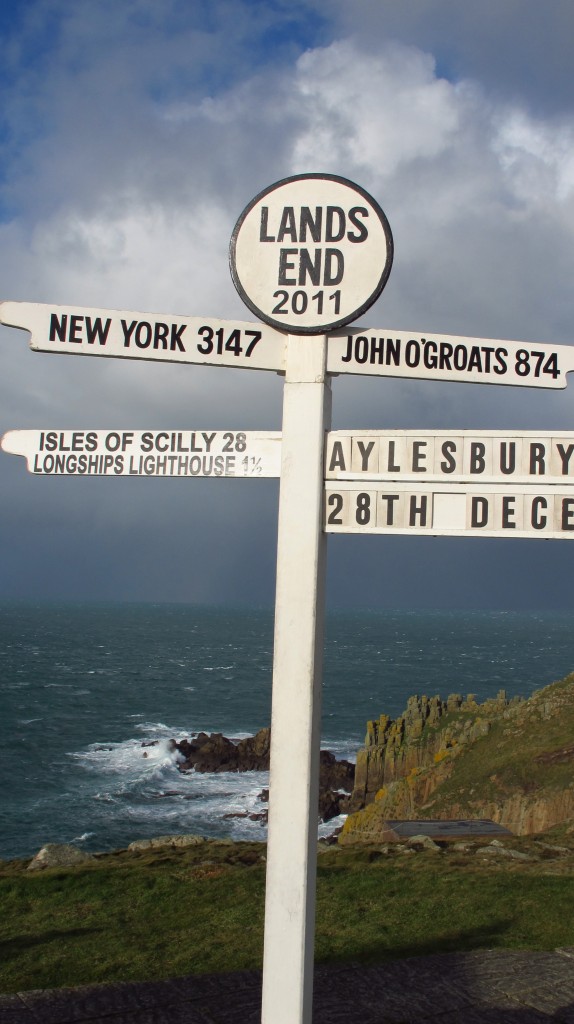 LANDS
END
2011
NEW YORK 3147
JOHN O'GROATS 874
ISLES OF SCILLY 28
LONGSHIPS LIGHTHOUSE 1½
AYLESBURY
28TH DECE